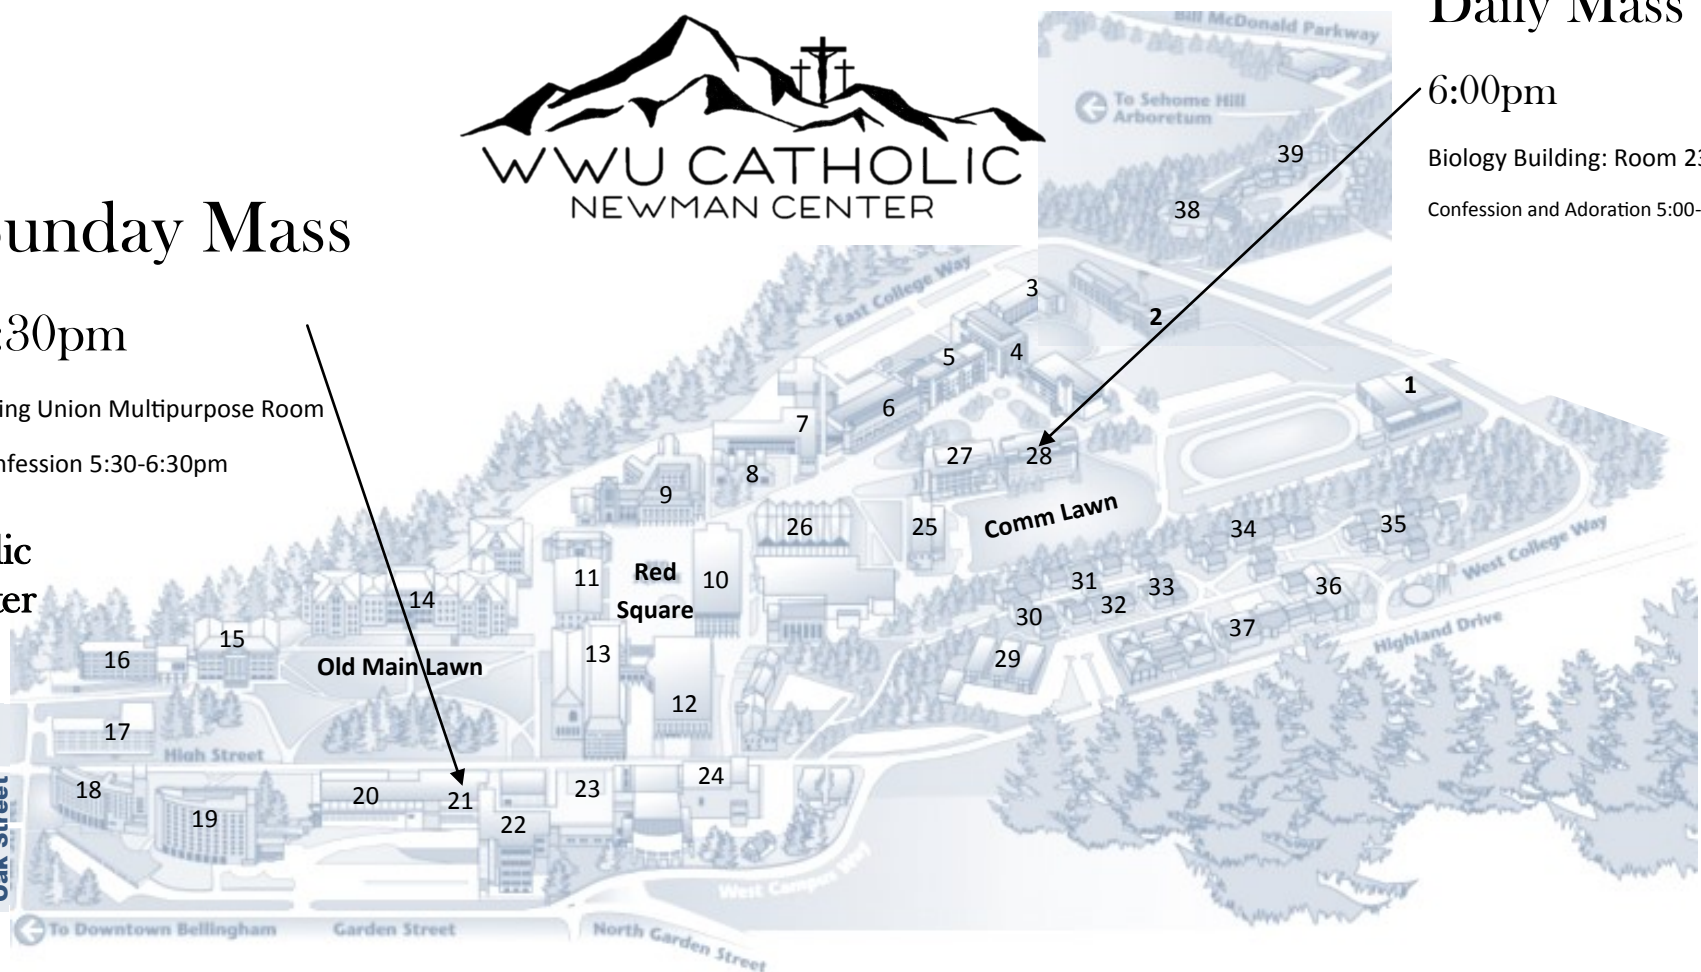 Daily Mass
6:00pm
Biology Building: Room 23
Confession and Adoration 5:00-
WWU CATHOLIC
NEWMAN CENTER
Sunday Mass
:30pm
ing Union Multipurpose Room
nfession 5:30-6:30pm
lic
ter
Bill McDonald Parkway
To Sehome Hill
Arboretum
39
38
East College Way
3
2
4
5
1
6
7
27
28
8
9
26
25
Comm Lawn
34
35
West College Way
11
Red
Square
10
31
33
32
36
14
30
37
Highland Drive
15
16
Old Main Lawn
13
29
12
17
High Street
18
20
21
23
24
19
22
Oak Street
West Campus Way
To Downtown Bellingham
Garden Street
North Garden Street